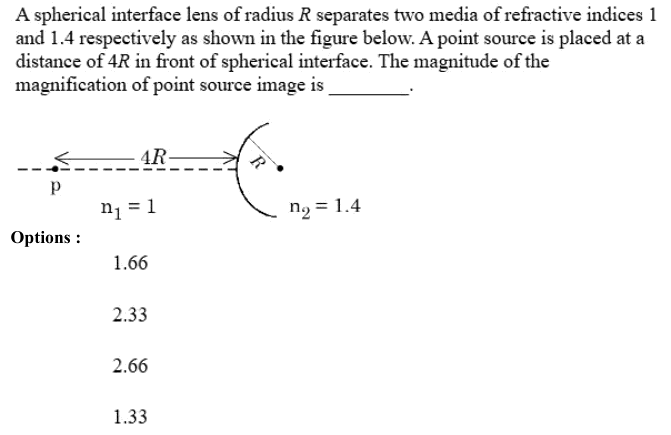 A spherical interface lens of radius R separates two media of refractive indices 1
and 1.4 respectively as shown in the figure below. A point source is placed at a
distance of 4R in front of spherical interface. The magnitude of the
magnification of point source image is ________.
4R
R
p
n₁ = 1
n₂ = 1.4
Options :
1.66
2.33
2.66
1.33